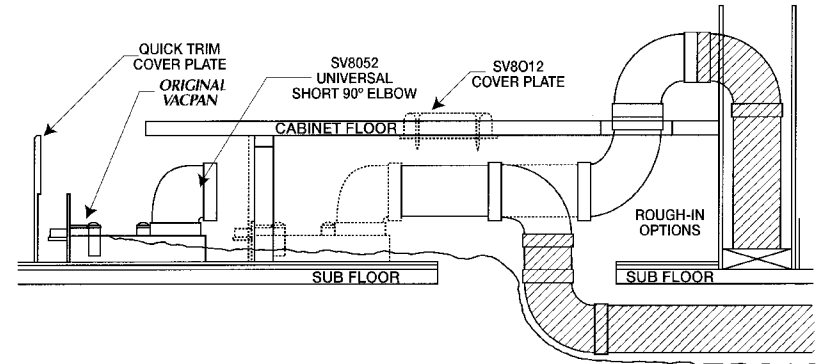 QUICK TRIM
COVER PLATE
ORIGINAL
VACPAN
SV8052
UNIVERSAL
SHORT 90º ELBOW
SV8O12
COVER PLATE
CABINET FLOOR
ROUGH-IN
OPTIONS
SUB FLOOR
SUB FLOOR